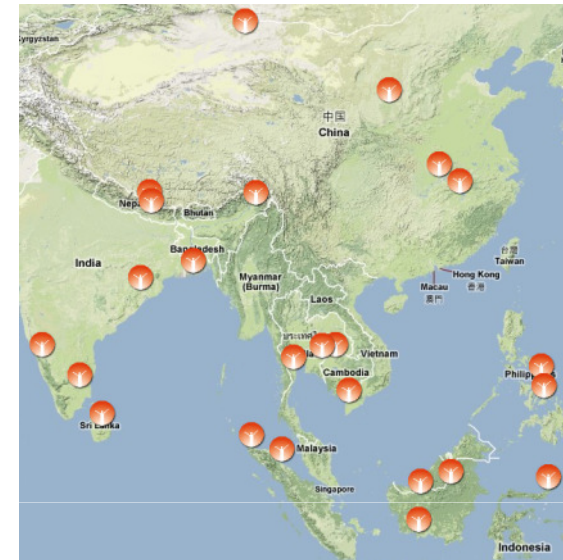 Kyrgyzstan
中国
China
Nepal
Bhutan
Bangladesh
India
Myanmar
(Burma)
Laos
台灣
Taiwan
Hong Kong
香港
Macau
澳門
Vietnam
Cambodia
Philippines
Sri Lanka
Malaysia
Singapore
Indonesia